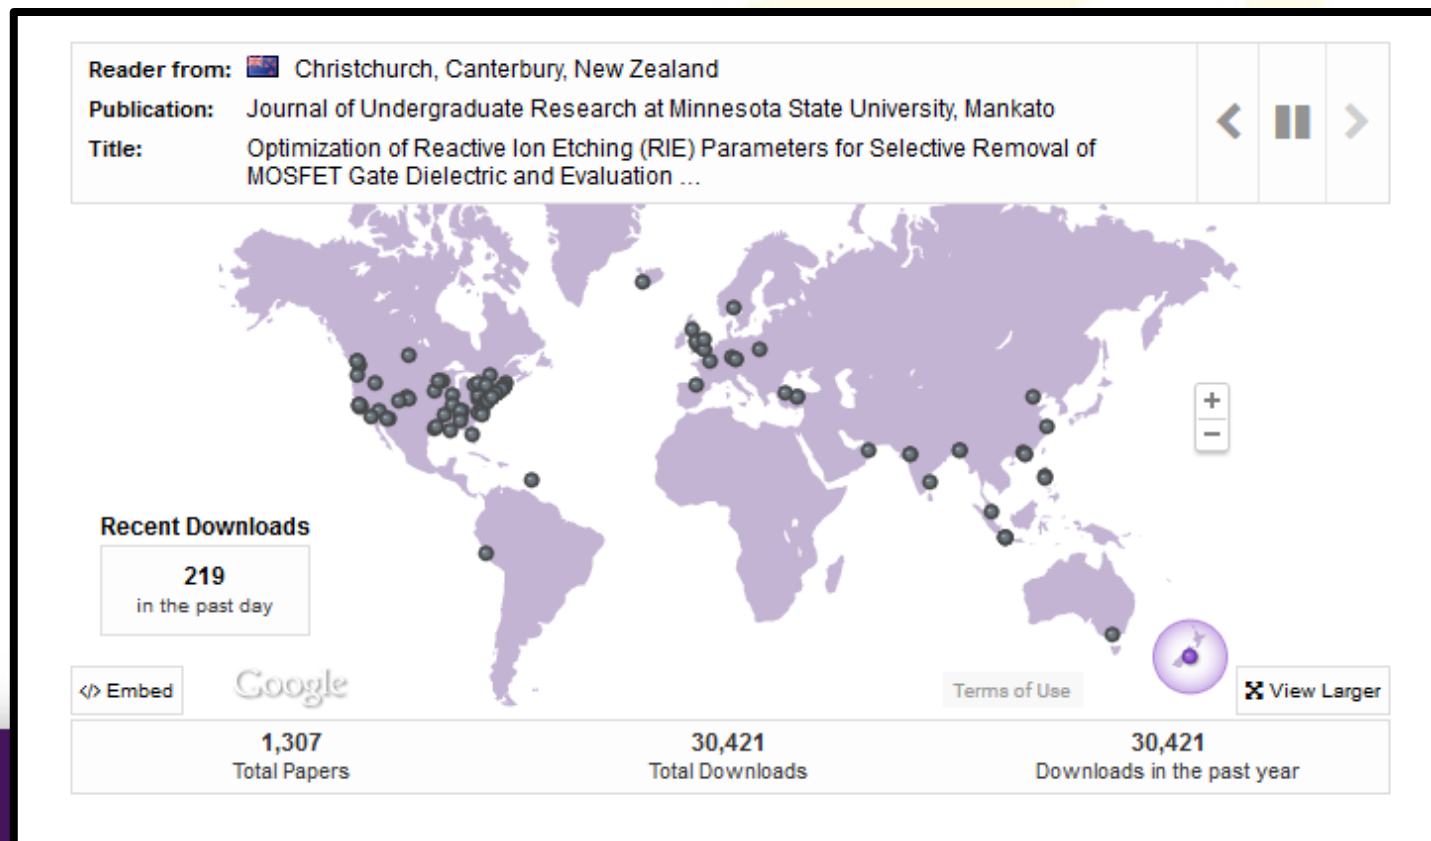 Reader from: Christchurch, Canterbury, New Zealand
Publication: Journal of Undergraduate Research at Minnesota State University, Mankato
Title: Optimization of Reactive Ion Etching (RIE) Parameters for Selective Removal of
MOSFET Gate Dielectric and Evaluation ...
+
−
Recent Downloads
219
in the past day
</> Embed
Google
Terms of Use
View Larger
1,307
Total Papers
30,421
Total Downloads
30,421
Downloads in the past year